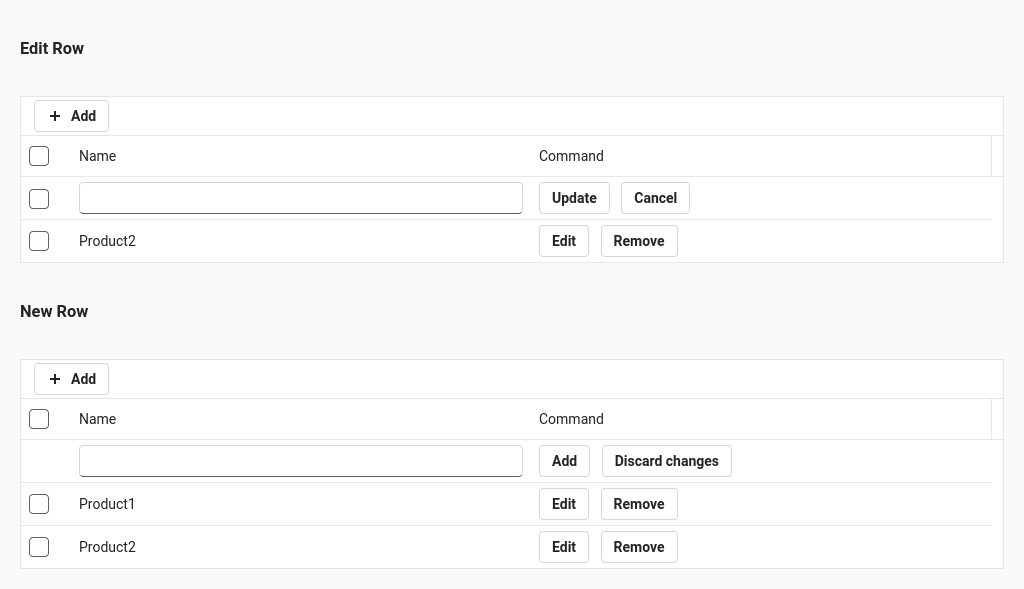 Edit Row
Add
Name Command
Update Cancel
Product2 Edit Remove
New Row
Add
Name Command
Add Discard changes
Product1 Edit Remove
Product2 Edit Remove